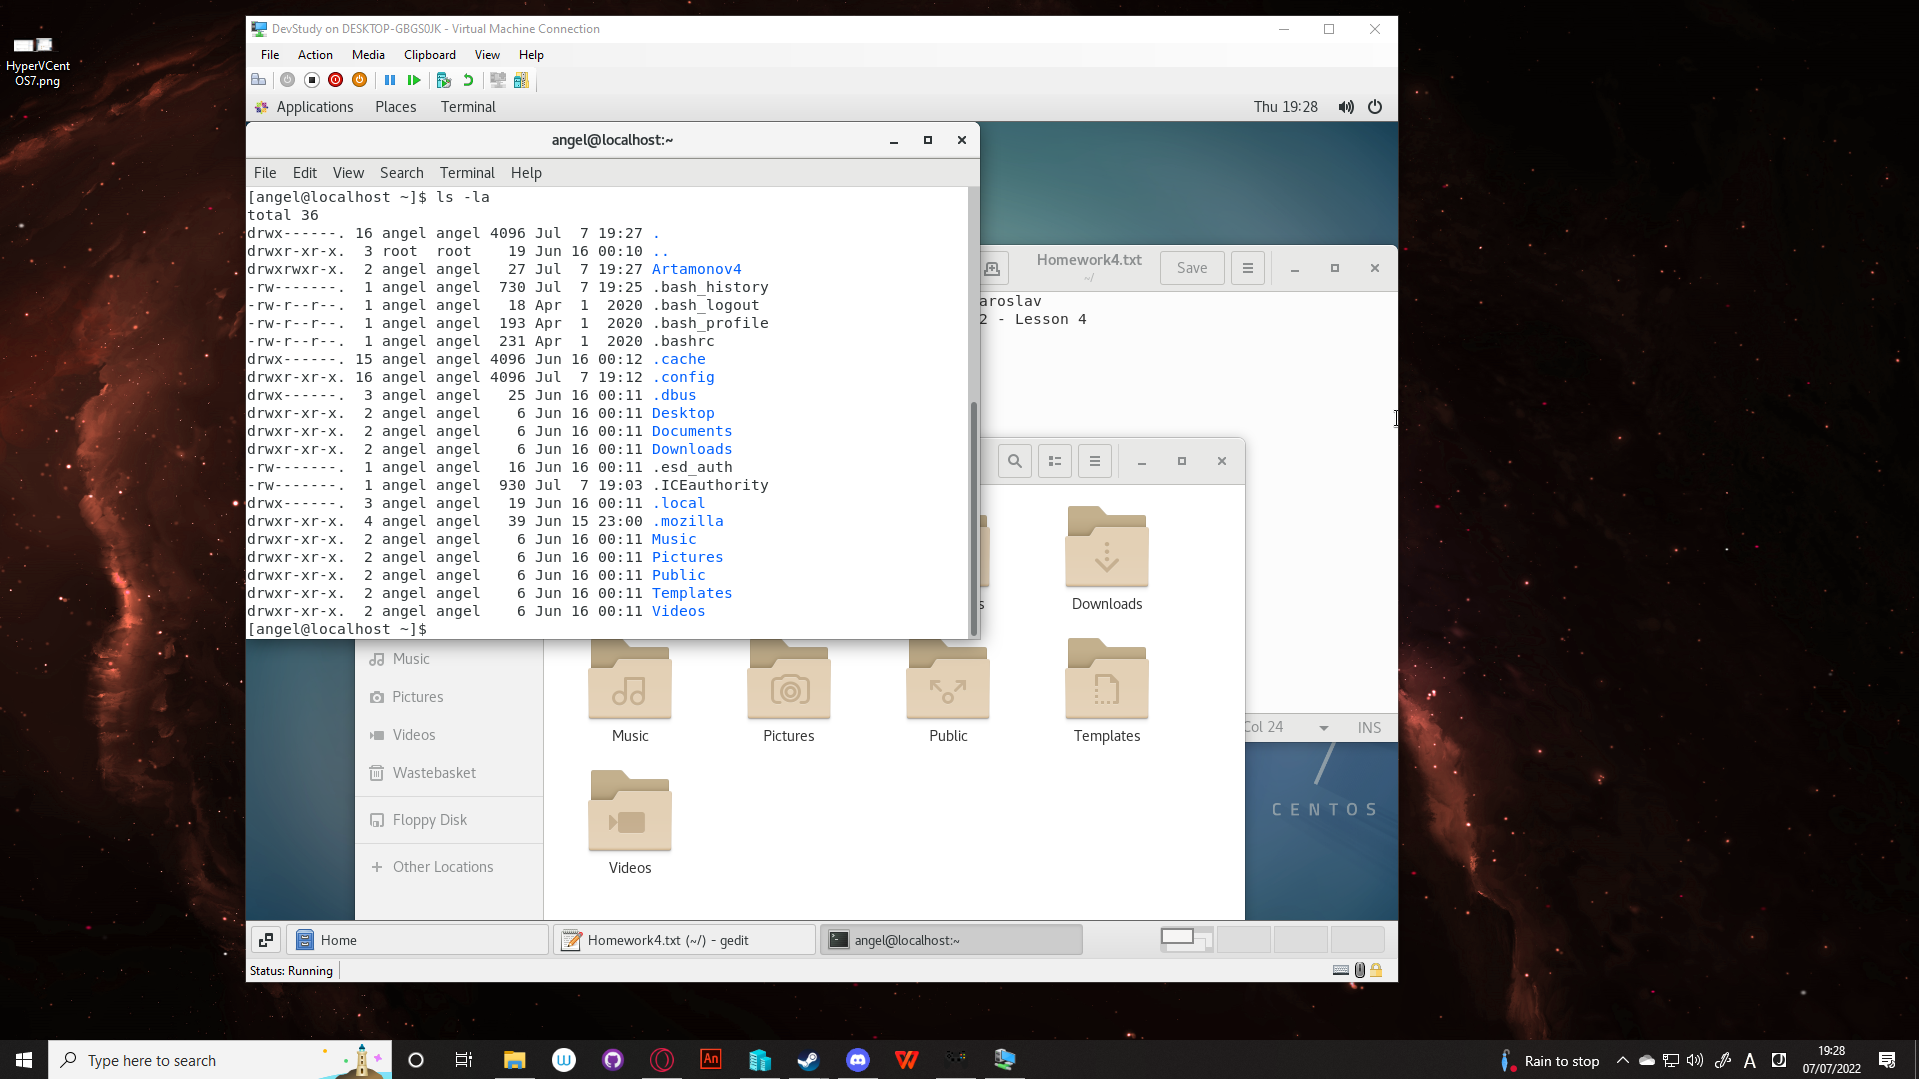 HyperVCent
OS7.png
DevStudy on DESKTOP-GBGS0JK - Virtual Machine Connection
File Action Media Clipboard View Help
Applications Places Terminal Thu 19:28
angel@localhost:~
File Edit View Search Terminal Help
[angel@localhost ~]$ ls -la
total 36
drwx------. 16 angel angel 4096 Jul  7 19:27 .
drwxr-xr-x.  3 root  root    19 Jun 16 00:10 ..
drwxrwxr-x.  2 angel angel   27 Jul  7 19:27 Artamonov4
-rw-------.  1 angel angel  730 Jul  7 19:25 .bash_history
-rw-r--r--.  1 angel angel   18 Apr  1  2020 .bash_logout
-rw-r--r--.  1 angel angel  193 Apr  1  2020 .bash_profile
-rw-r--r--.  1 angel angel  231 Apr  1  2020 .bashrc
drwx------. 15 angel angel 4096 Jun 16 00:12 .cache
drwxr-xr-x. 16 angel angel 4096 Jul  7 19:12 .config
drwx------.  3 angel angel   25 Jun 16 00:11 .dbus
drwxr-xr-x.  2 angel angel    6 Jun 16 00:11 Desktop
drwxr-xr-x.  2 angel angel    6 Jun 16 00:11 Documents
drwxr-xr-x.  2 angel angel    6 Jun 16 00:11 Downloads
-rw-------.  1 angel angel   16 Jun 16 00:11 .esd_auth
-rw-------.  1 angel angel  930 Jul  7 19:03 .ICEauthority
drwx------.  3 angel angel   19 Jun 16 00:11 .local
drwxr-xr-x.  4 angel angel   39 Jun 15 23:00 .mozilla
drwxr-xr-x.  2 angel angel    6 Jun 16 00:11 Music
drwxr-xr-x.  2 angel angel    6 Jun 16 00:11 Pictures
drwxr-xr-x.  2 angel angel    6 Jun 16 00:11 Public
drwxr-xr-x.  2 angel angel    6 Jun 16 00:11 Templates
drwxr-xr-x.  2 angel angel    6 Jun 16 00:11 Videos
[angel@localhost ~]$
Homework4.txt
~/
Save
aroslav
2 - Lesson 4
Col 24 INS
s Downloads
Music Pictures Public Templates
Videos
Music
Pictures
Videos
Wastebasket
Floppy Disk
Other Locations
CENTOS
Home
Homework4.txt (~/) - gedit
angel@localhost:~
Status: Running
Type here to search
W
An
W
Rain to stop
A
19:28
07/07/2022